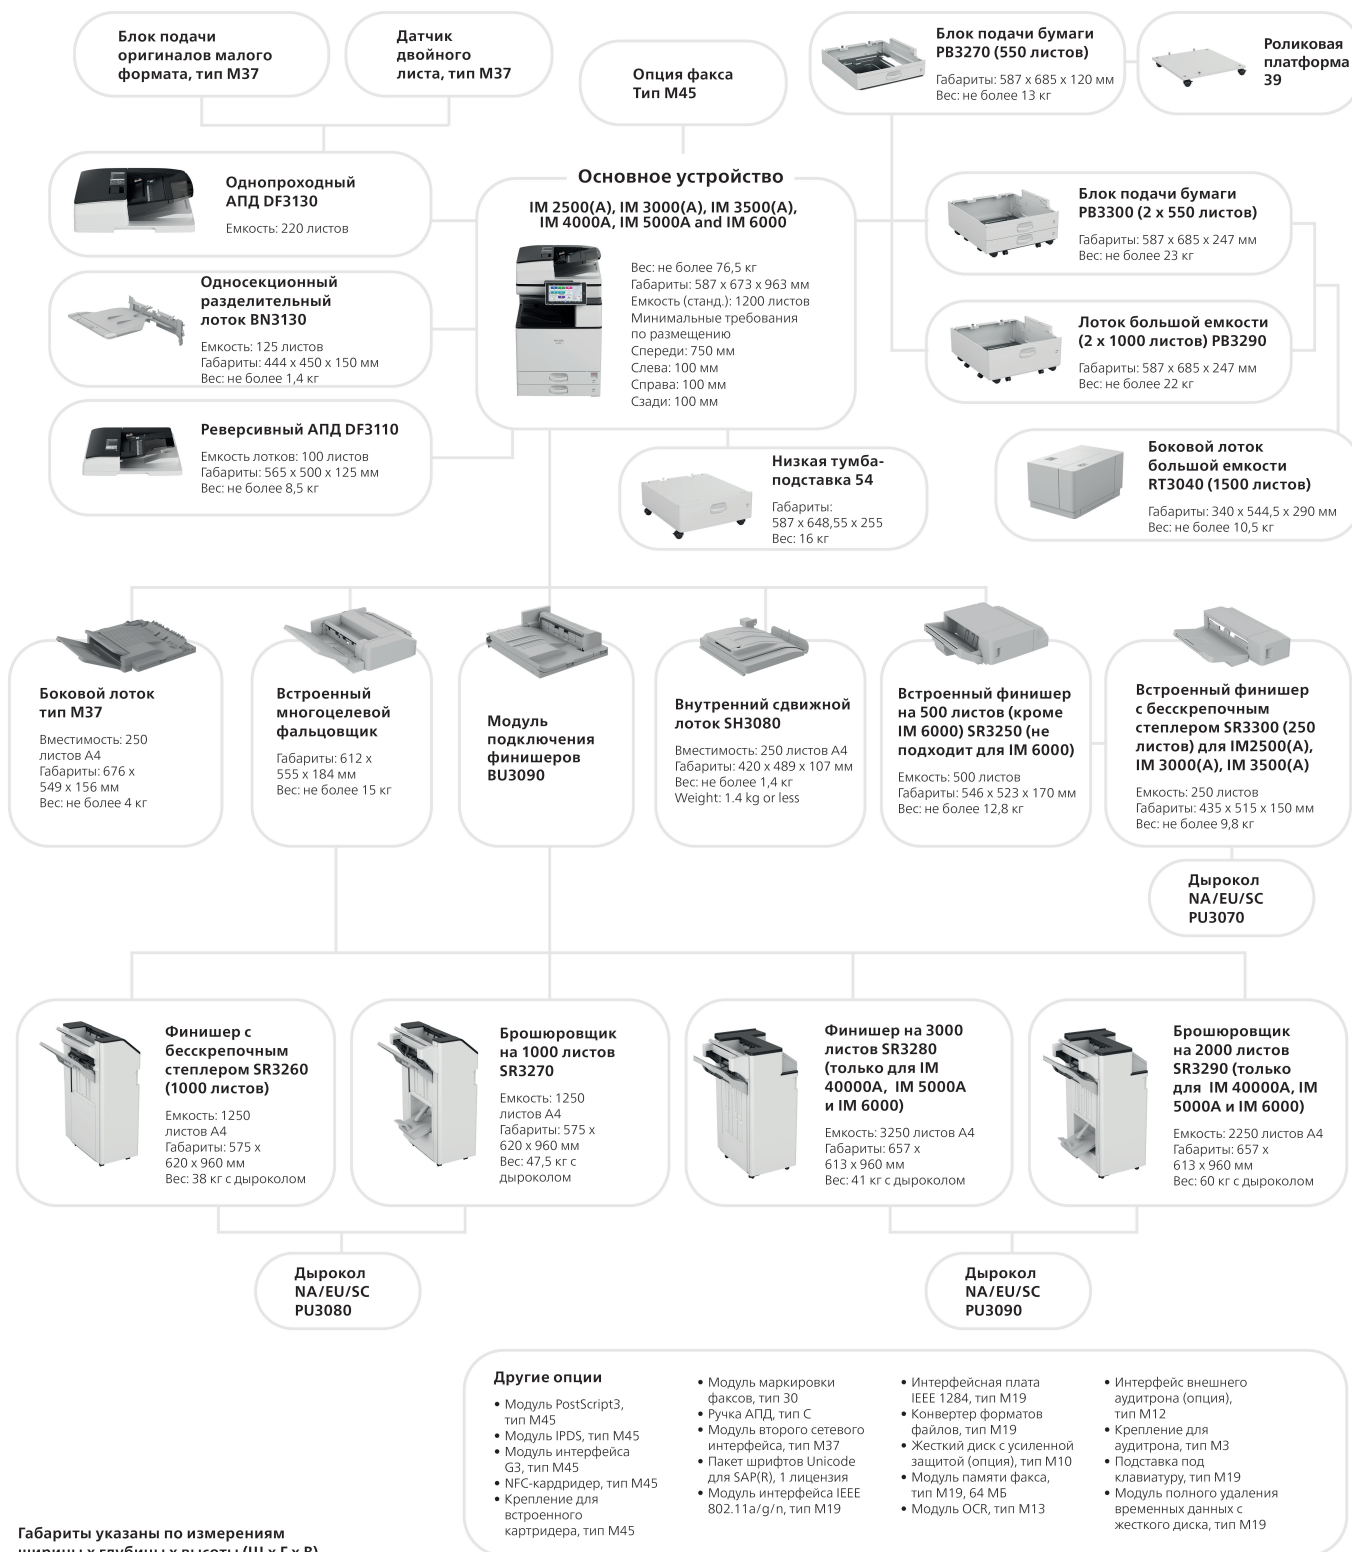 Блок подачи
оригиналов малого
формата, тип M37
Датчик
двойного
листа, тип M37
Опция факса
Тип M45
Блок подачи бумаги
PB3270 (550 листов)
Габариты: 587 x 685 x 120 мм
Вес: не более 13 кг
Роликовая
платформа
39
Однопроходный
АПД DF3130
Емкость: 220 листов
Основное устройство
IM 2500(A), IM 3000(A), IM 3500(A),
IM 4000A, IM 5000A and IM 6000
Вес: не более 76,5 кг
Габариты: 587 x 673 x 963 мм
Емкость (станд.): 1200 листов
Минимальные требования
по размещению
Спереди: 750 мм
Слева: 100 мм
Справа: 100 мм
Сзади: 100 мм
Блок подачи бумаги
PB3300 (2 x 550 листов)
Габариты: 587 x 685 x 247 мм
Вес: не более 23 кг
Односекционный
разделительный
лоток BN3130
Емкость: 125 листов
Габариты: 444 x 450 x 150 мм
Вес: не более 1,4 кг
Лоток большой емкости
(2 x 1000 листов) PB3290
Габариты: 587 x 685 x 247 мм
Вес: не более 22 кг
Реверсивный АПД DF3110
Емкость лотков: 100 листов
Габариты: 565 x 500 x 125 мм
Вес: не более 8,5 кг
Низкая тумба-
подставка 54
Габариты:
587 x 648,55 x 255
Вес: 16 кг
Боковой лоток
большой емкости
RT3040 (1500 листов)
Габариты: 340 x 544,5 x 290 мм
Вес: не более 10,5 кг
Боковой лоток
тип M37
Вместимость: 250
листов A4
Габариты: 676 x
549 x 156 мм
Вес: не более 4 кг
Встроенный
многоцелевой
фальцовщик
Габариты: 612 x
555 x 184 мм
Вес: не более 15 кг
Модуль
подключения
финишеров
BU3090
Внутренний сдвижной
лоток SH3080
Вместимость: 250 листов A4
Габариты: 420 x 489 x 107 мм
Вес: не более 1,4 кг
Weight: 1.4 kg or less
Встроенный финишер
на 500 листов (кроме
IM 6000) SR3250 (не
подходит для IM 6000)
Емкость: 500 листов
Габариты: 546 x 523 x 170 мм
Вес: не более 12,8 кг
Встроенный финишер
с бесскрепочным
степлером SR3300 (250
листов) для IM2500(A),
IM 3000(A), IM 3500(A)
Емкость: 250 листов
Габариты: 435 x 515 x 150 мм
Вес: не более 9,8 кг
Дырокол
NA/EU/SC
PU3070
Финишер с
бесскрепочным
степлером SR3260
(1000 листов)
Емкость: 1250
листов A4
Габариты: 575 x
620 x 960 мм
Вес: 38 кг с дыроколом
Брошюровщик
на 1000 листов
SR3270
Емкость: 1250
листов A4
Габариты: 575 x
620 x 960 мм
Вес: 47,5 кг с
дыроколом
Финишер на 3000
листов SR3280
(только для IM
40000A, IM 5000A
и IM 6000)
Емкость: 3250 листов A4
Габариты: 657 x
613 x 960 мм
Вес: 41 кг с дыроколом
Брошюровщик
на 2000 листов
SR3290 (только
для IM 40000A, IM
5000A и IM 6000)
Емкость: 2250 листов A4
Габариты: 657 x
613 x 960 мм
Вес: 60 кг с дыроколом
Дырокол
NA/EU/SC
PU3080
Дырокол
NA/EU/SC
PU3090
Другие опции
• Модуль PostScript3,
тип M45
• Модуль IPDS, тип M45
• Модуль интерфейса
G3, тип M45
• NFC-кардридер, тип M45
• Крепление для
встроенного
картридера, тип M45
• Модуль маркировки
факсов, тип 30
• Ручка АПД, тип C
• Модуль второго сетевого
интерфейса, тип M37
• Пакет шрифтов Unicode
для SAP(R), 1 лицензия
• Модуль интерфейса IEEE
802.11a/g/n, тип M19
• Интерфейсная плата
IEEE 1284, тип M19
• Конвертер форматов
файлов, тип M19
• Жесткий диск с усиленной
защитой (опция), тип M10
• Модуль памяти факса,
тип M19, 64 МБ
• Модуль OCR, тип M13
• Интерфейс внешнего
аудитрона (опция),
тип M12
• Крепление для
аудитрона, тип M3
• Подставка под
клавиатуру, тип M19
• Модуль полного удаления
временных данных с
жесткого диска, тип M19
Габариты указаны по измерениям
ширины x глубины x высоты (Ш x Г x В)